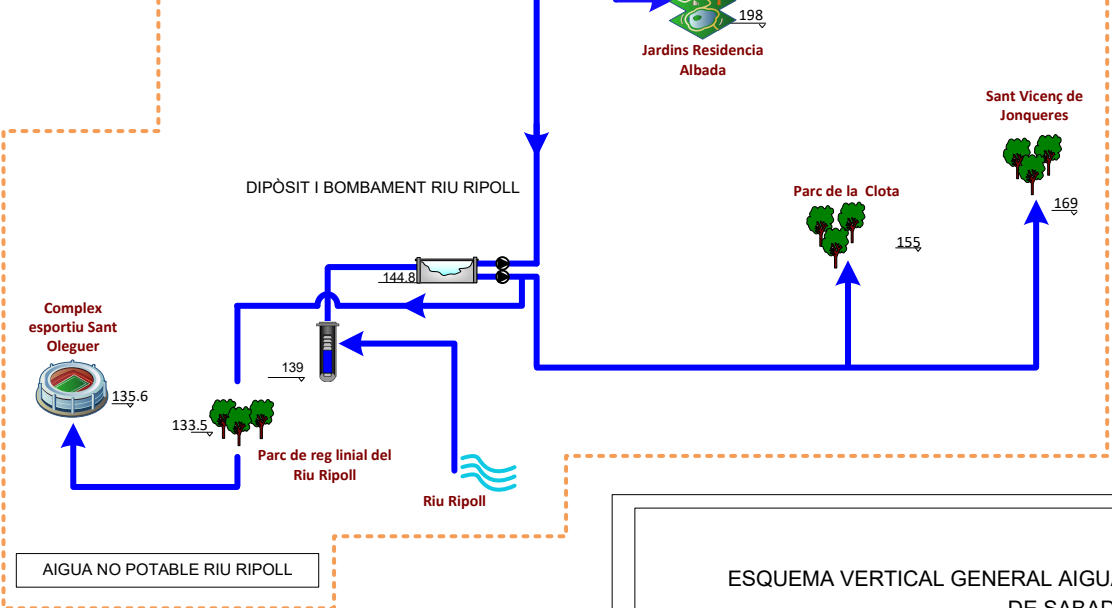 198
Jardins Residencia
Albada
Sant Vicenç de
Jonqueres
169
Parc de la Clota
155
DIPÒSIT I BOMBAMENT RIU RIPOLL
144.8
Complex
esportiu Sant
Oleguer
135.6
139
133.5
Parc de reg linial del
Riu Ripoll
Riu Ripoll
AIGUA NO POTABLE RIU RIPOLL
ESQUEMA VERTICAL GENERAL